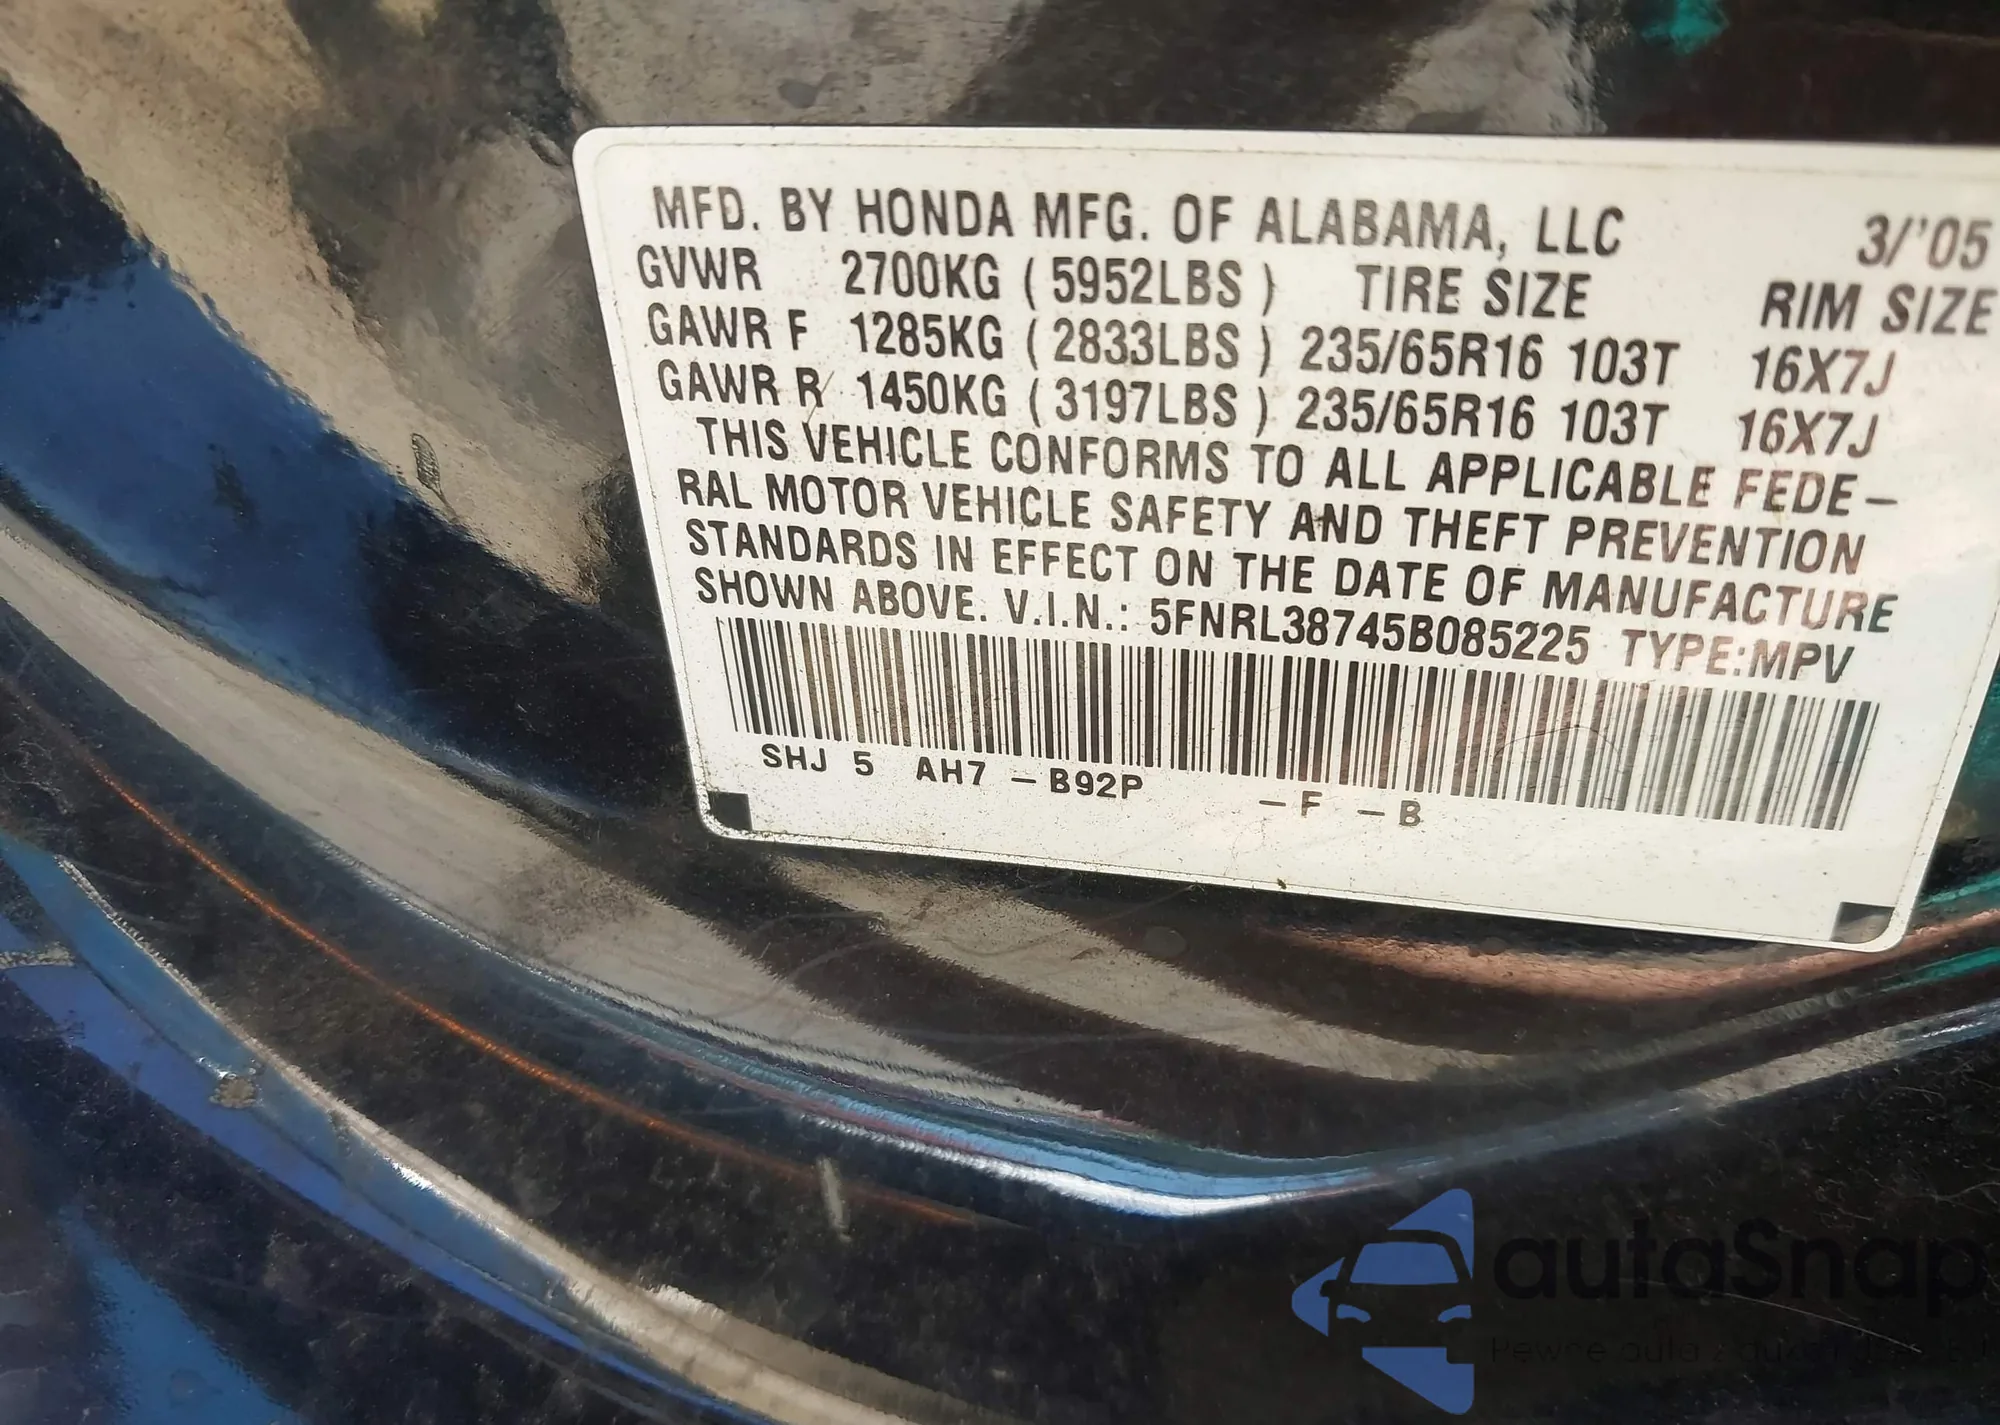 MFD. BY HONDA MFG. OF ALABAMA, LLC 3/'05
GVWR 2700KG ( 5952LBS ) TIRE SIZE RIM SIZE
GAWR F 1285KG ( 2833LBS ) 235/65R16 103T 16X7J
GAWR R 1450KG ( 3197LBS ) 235/65R16 103T 16X7J
THIS VEHICLE CONFORMS TO ALL APPLICABLE FEDE-
RAL MOTOR VEHICLE SAFETY AND THEFT PREVENTION
STANDARDS IN EFFECT ON THE DATE OF MANUFACTURE
SHOWN ABOVE. V.I.N.: 5FNRL38745B085225 TYPE:MPV
SHJ 5 AH7 - B92P - F - B
autaSnap
Pewne auta z